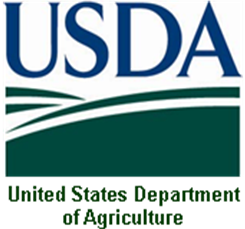 USDA
United States Department
of Agriculture